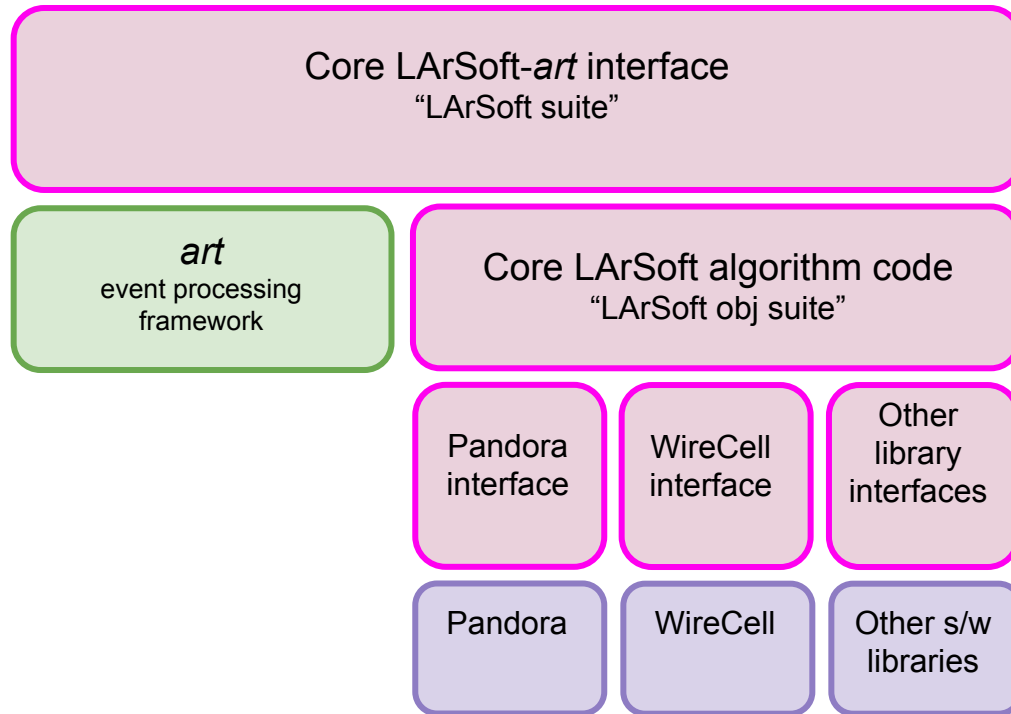 Core LArSoft-art interface
“LArSoft suite”
art
event processing
framework
Core LArSoft algorithm code
“LArSoft obj suite”
Pandora
interface
WireCell
interface
Other
library
interfaces
Pandora
WireCell
Other s/w
libraries